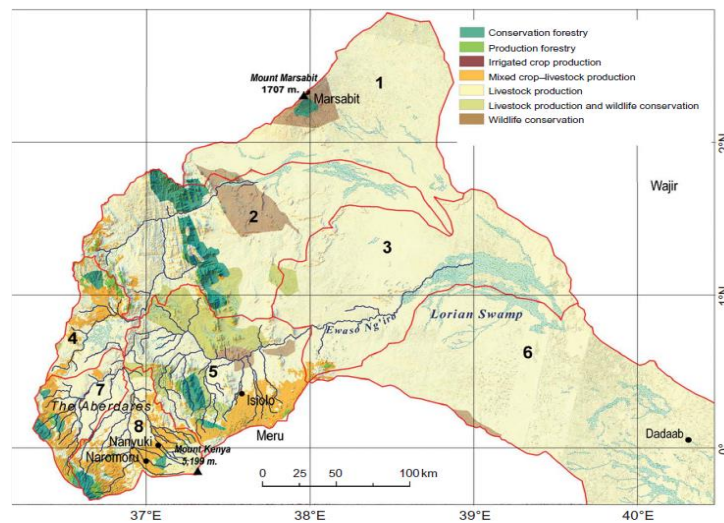 Conservation forestry
Production forestry
Irrigated crop production
Mixed crop–livestock production
Livestock production
Livestock production and wildlife conservation
Wildlife conservation
Mount Marsabit
1707 m.
Marsabit
1
2°N
Wajir
2
3
1°N
Ewaso Ng'iro
Lorian Swamp
4
5
6
7
Isiolo
The Aberdares
8
Meru
Dadaab
Nanyuki
Mount Kenya
5,199 m.
Naromoru
0°
0 25 50 100 km
37°E 38°E 39°E 40°E